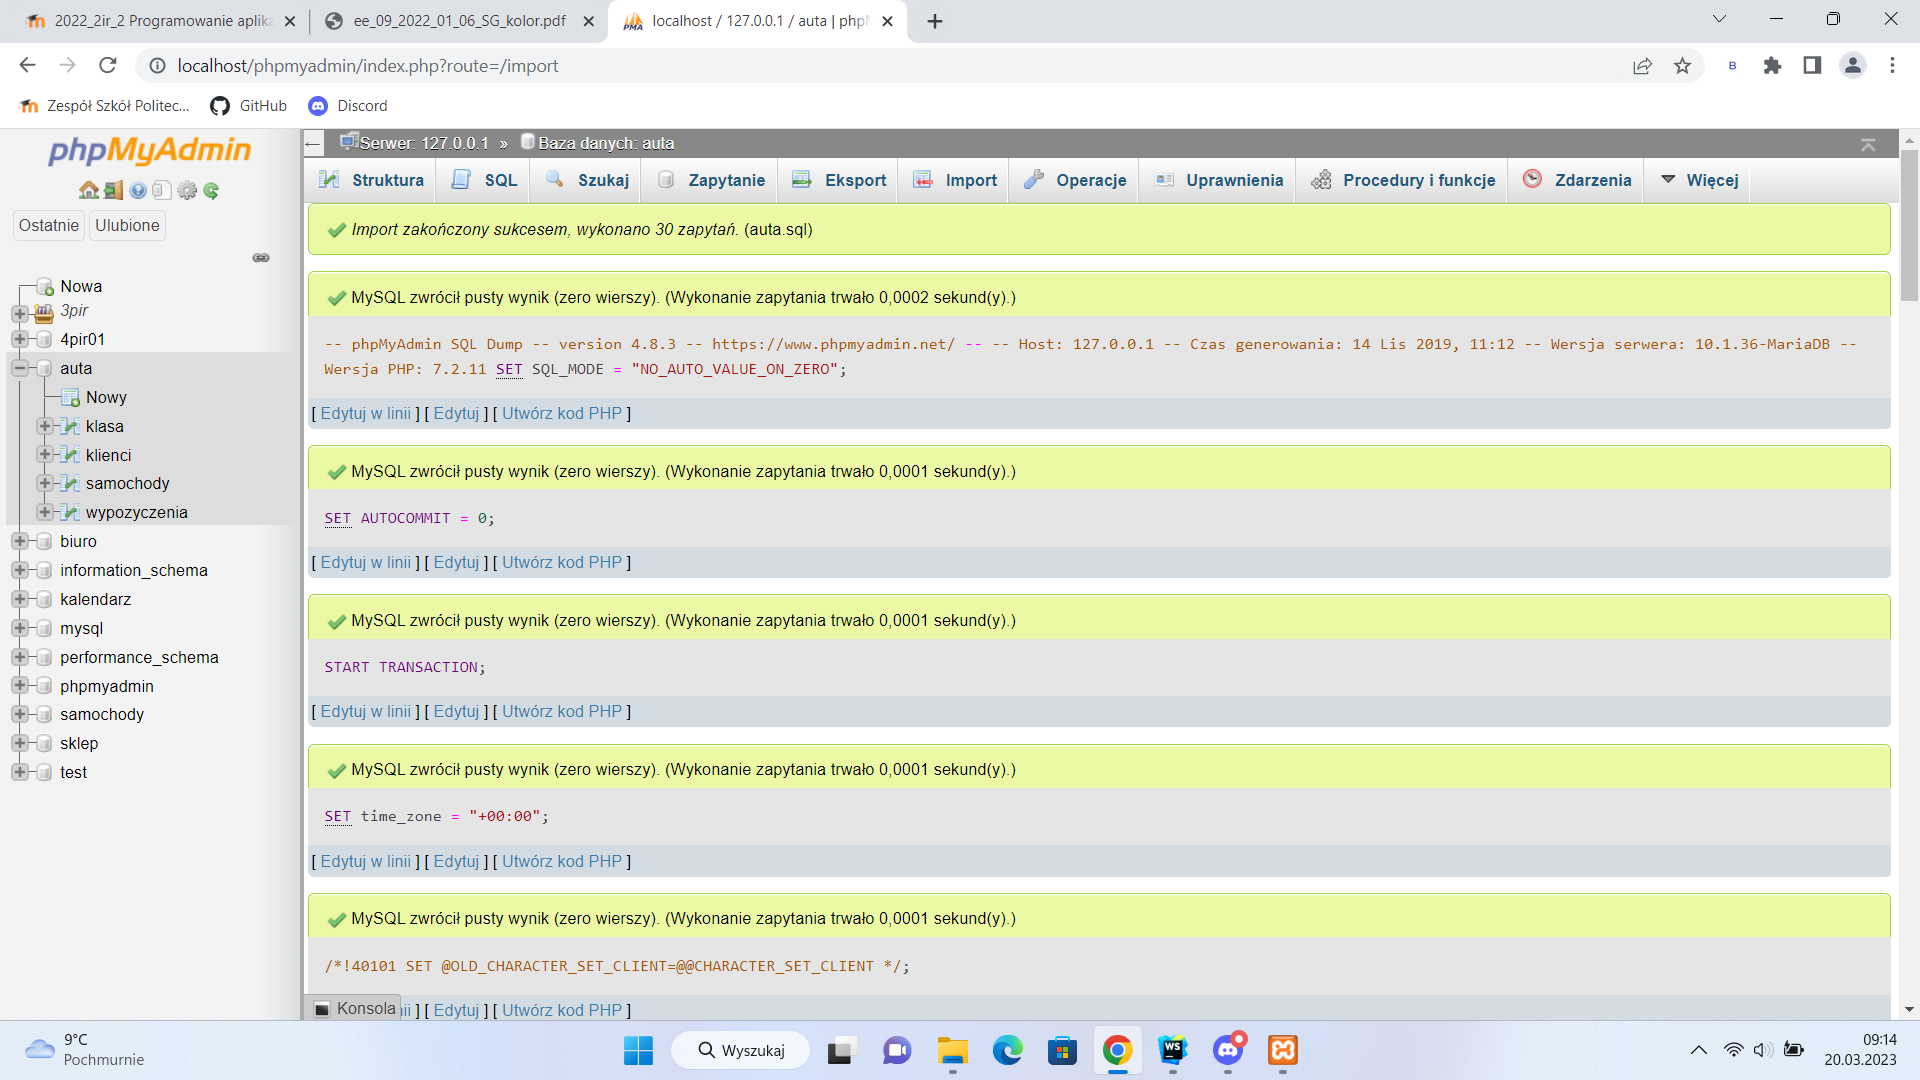 2022_2ir_2 Programowanie aplika
ee_09_2022_01_06_SG_kolor.pdf
localhost / 127.0.0.1 / auta | phpM
localhost/phpmyadmin/index.php?route=/import
B
Zespół Szkół Politec...
GitHub
Discord
phpMyAdmin
Ostatnie
Ulubione
Nowa
3pir
4pir01
auta
Nowy
klasa
klienci
samochody
wypozyczenia
biuro
information_schema
kalendarz
mysql
performance_schema
phpmyadmin
samochody
sklep
test
Serwer: 127.0.0.1 » Baza danych: auta
Struktura
SQL
Szukaj
Zapytanie
Eksport
Import
Operacje
Uprawnienia
Procedury i funkcje
Zdarzenia
Więcej
Import zakończony sukcesem, wykonano 30 zapytań. (auta.sql)
MySQL zwrócił pusty wynik (zero wierszy). (Wykonanie zapytania trwało 0,0002 sekund(y).)
-- phpMyAdmin SQL Dump -- version 4.8.3 -- https://www.phpmyadmin.net/ -- -- Host: 127.0.0.1 -- Czas generowania: 14 Lis 2019, 11:12 -- Wersja serwera: 10.1.36-MariaDB --
Wersja PHP: 7.2.11 SET SQL_MODE = "NO_AUTO_VALUE_ON_ZERO";
[ Edytuj w linii ] [ Edytuj ] [ Utwórz kod PHP ]
MySQL zwrócił pusty wynik (zero wierszy). (Wykonanie zapytania trwało 0,0001 sekund(y).)
SET AUTOCOMMIT = 0;
[ Edytuj w linii ] [ Edytuj ] [ Utwórz kod PHP ]
MySQL zwrócił pusty wynik (zero wierszy). (Wykonanie zapytania trwało 0,0001 sekund(y).)
START TRANSACTION;
[ Edytuj w linii ] [ Edytuj ] [ Utwórz kod PHP ]
MySQL zwrócił pusty wynik (zero wierszy). (Wykonanie zapytania trwało 0,0001 sekund(y).)
SET time_zone = "+00:00";
[ Edytuj w linii ] [ Edytuj ] [ Utwórz kod PHP ]
MySQL zwrócił pusty wynik (zero wierszy). (Wykonanie zapytania trwało 0,0001 sekund(y).)
/*!40101 SET @OLD_CHARACTER_SET_CLIENT=@@CHARACTER_SET_CLIENT */;
Konsola
ii ] [ Edytuj ] [ Utwórz kod PHP ]
9°C
Pochmurnie
Wyszukaj
WS
09:14
20.03.2023